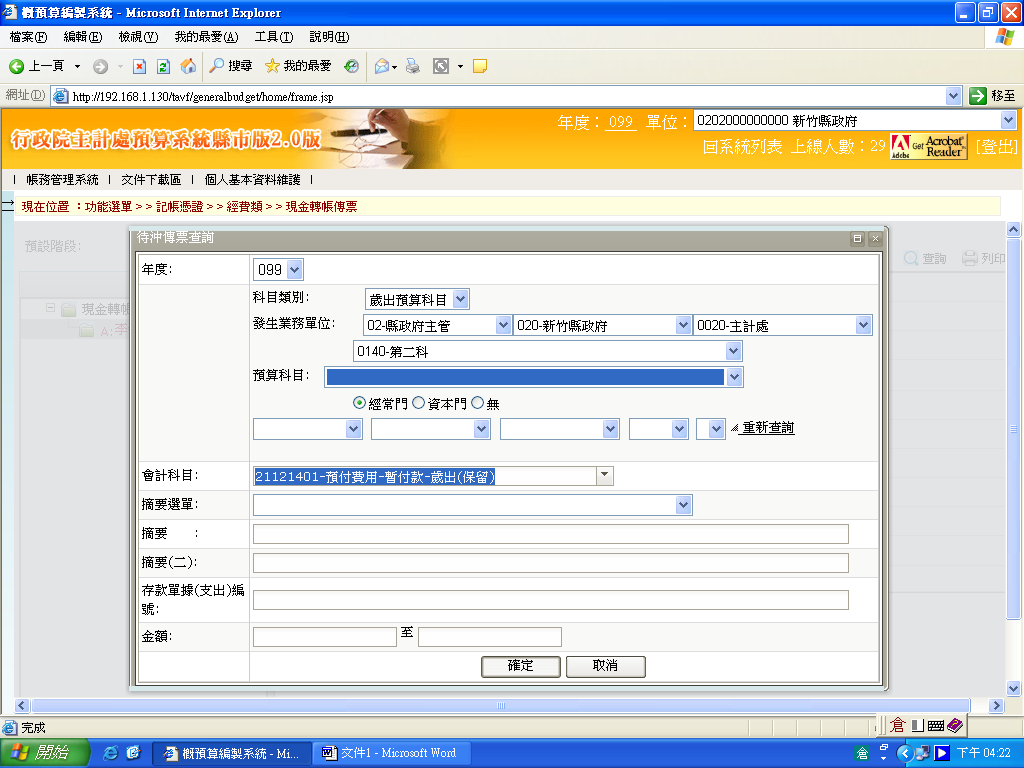 概預算編製系統 - Microsoft Internet Explorer
檔案(F) 編輯(E) 檢視(V) 我的最愛(A) 工具(T) 說明(H)
上一頁 搜尋 我的最愛
網址(D) http://192.168.1.130/tavf/generalbudget/home/frame.jsp 移至
行政院主計處預算系統縣市版2.0版
年度：099 單位：0202000000000 新竹縣政府
回系統列表 上線人數：29 Adobe Get Acrobat Reader [登出]
| 帳務管理系統 | 文件下載區 | 個人基本資料維護 |
現在位置 ：功能選單 > > 記帳憑證 > > 經費類 > > 現金轉帳傳票
預設階段:
查詢 列印
現金轉帳
A:李
待沖傳票查詢
年度: 099
科目類別: 歲出預算科目
發生業務單位: 02-縣政府主管 020-新竹縣政府 0020-主計處
0140-第二科
預算科目:
經常門 資本門 無
重新查詢
會計科目: 21121401-預付費用-暫付款-歲出(保留)
摘要選單:
摘要 :
摘要(二):
存款單據(支出)編
號:
金額: 至
確定 取消
完成
倉
開始 概預算編製系統 - Mi... 文件1 - Microsoft Word 倉 下午 04:22